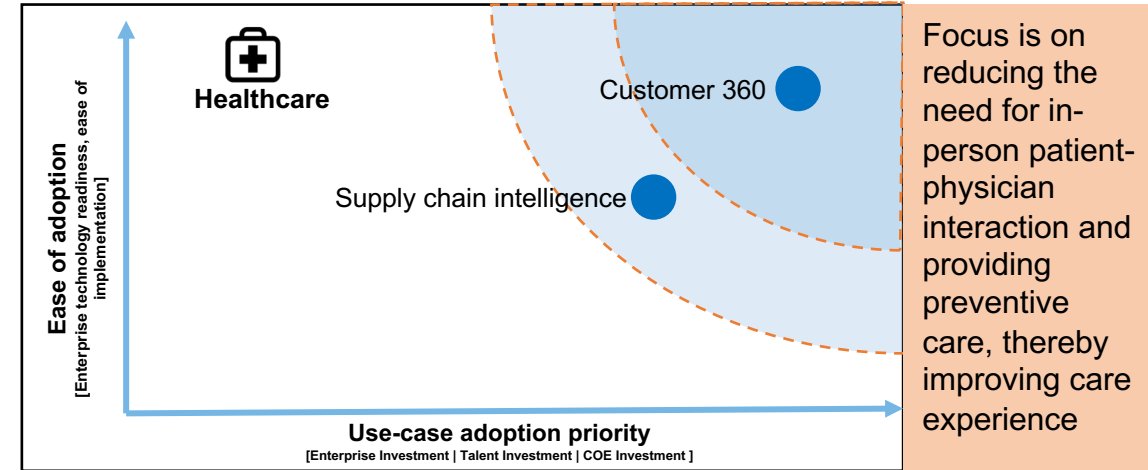 Healthcare
Customer 360
Supply chain intelligence
Ease of adoption
[Enterprise technology readiness, ease of
implementation]
Use-case adoption priority
[Enterprise Investment | Talent Investment | COE Investment ]
Focus is on
reducing the
need for in-
person patient-
physician
interaction and
providing
preventive
care, thereby
improving care
experience